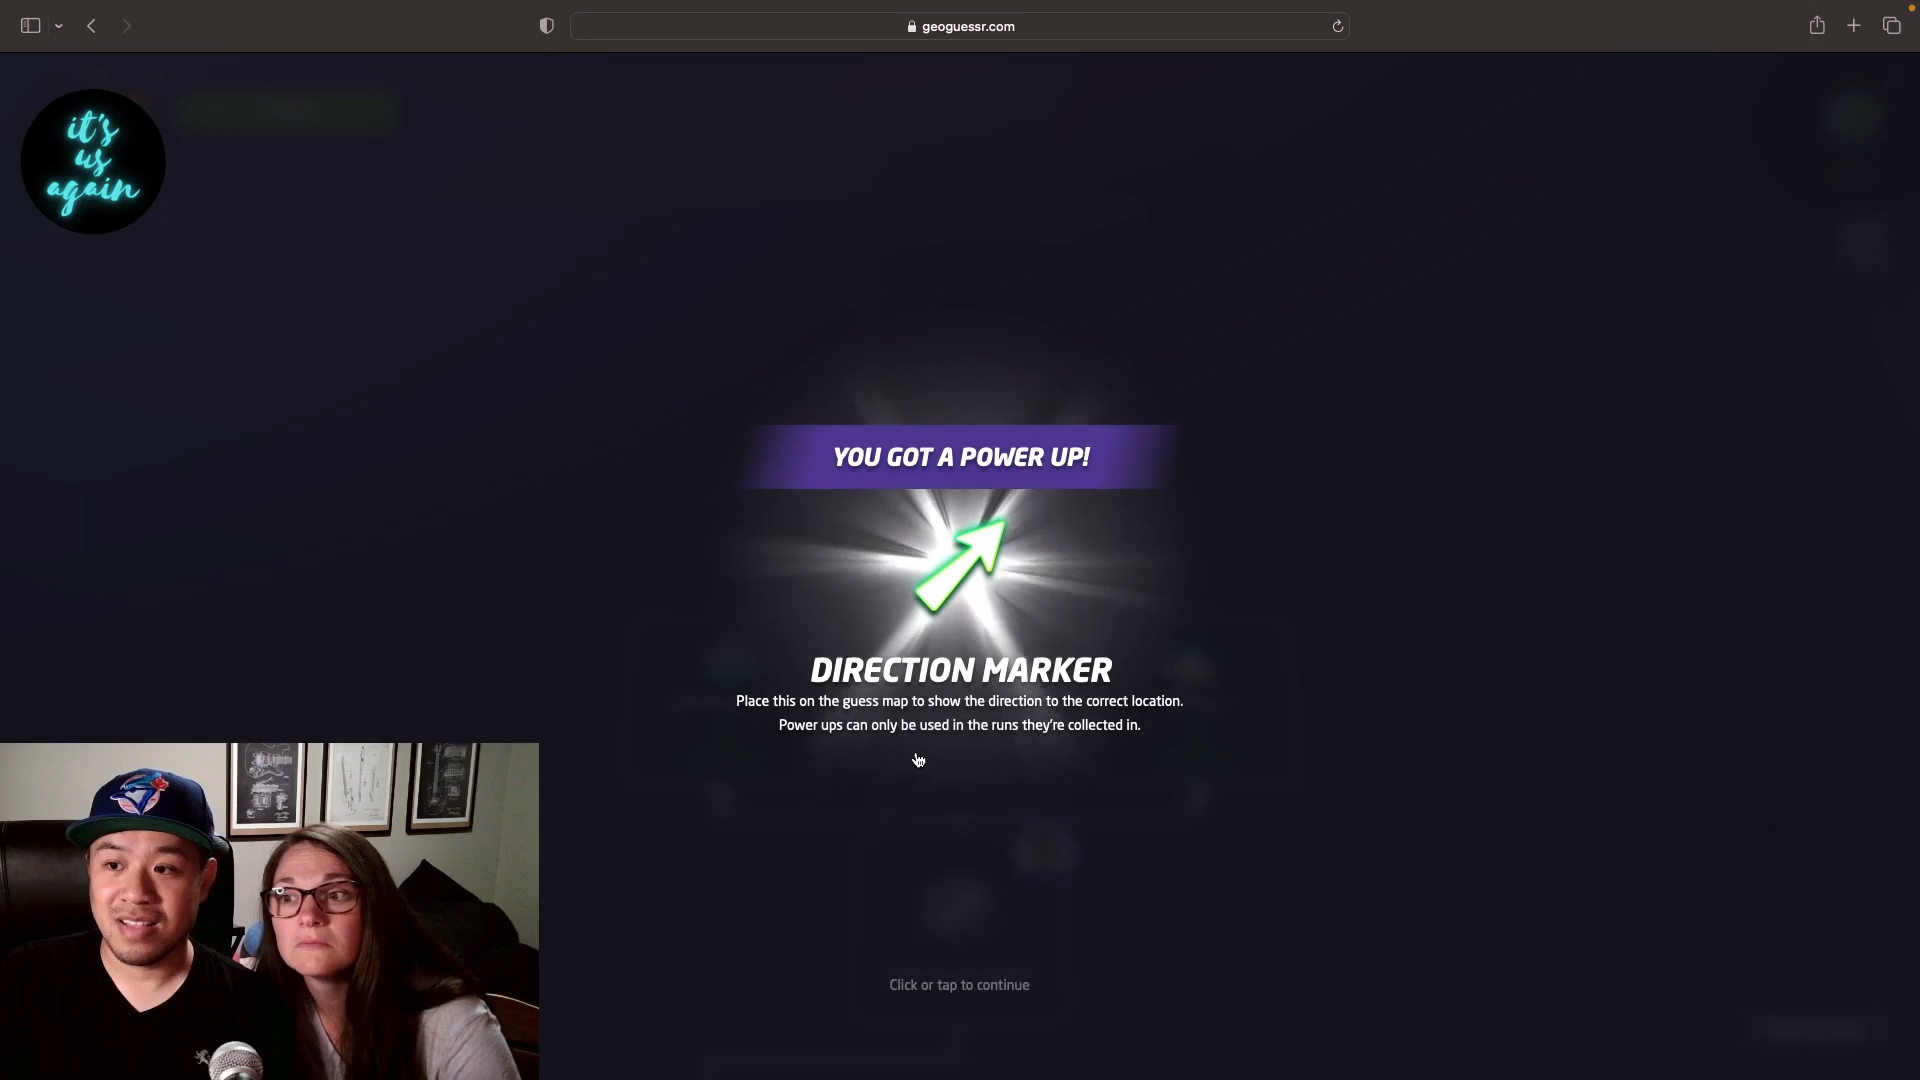 geoguessr.com
it's
us
again
YOU GOT A POWER UP!
DIRECTION MARKER
Place this on the guess map to show the direction to the correct location.
Power ups can only be used in the runs they're collected in.
Click or tap to continue